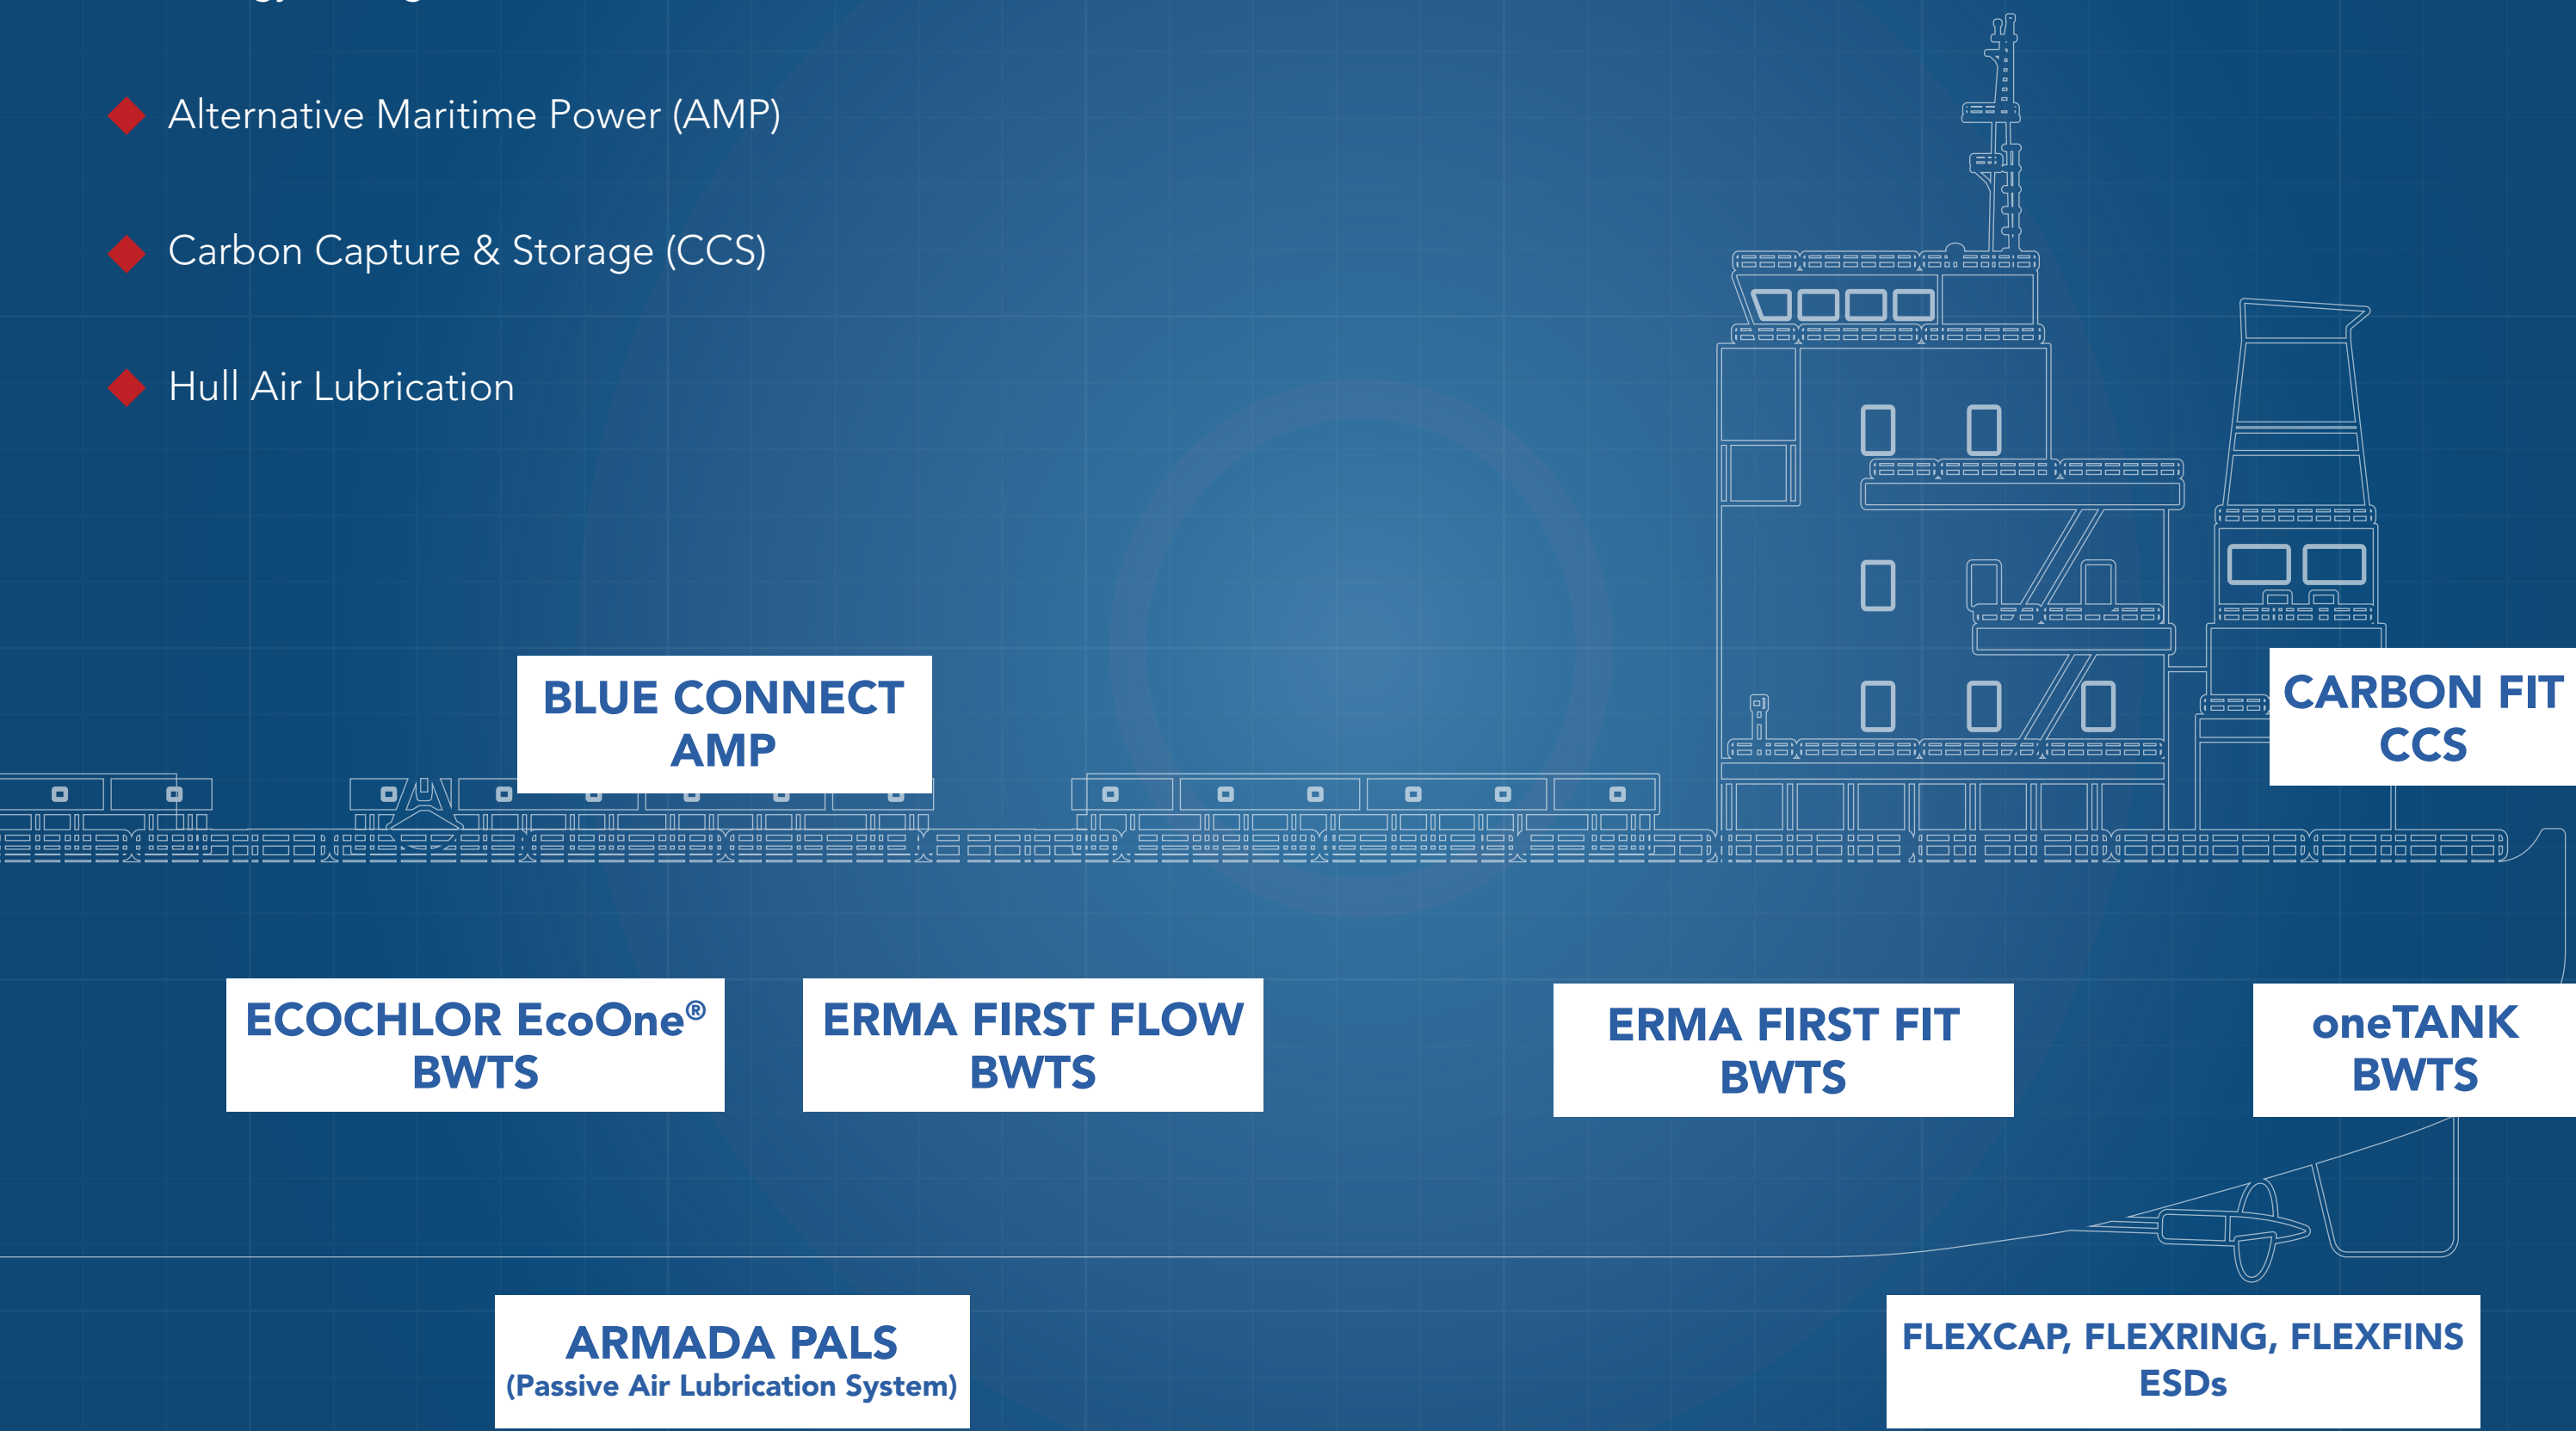 Alternative Maritime Power (AMP)
Carbon Capture & Storage (CCS)
Hull Air Lubrication
BLUE CONNECT
AMP
CARBON FIT
CCS
ECOCHLOR EcoOne®
BWTS
ERMA FIRST FLOW
BWTS
ERMA FIRST FIT
BWTS
oneTANK
BWTS
ARMADA PALS
(Passive Air Lubrication System)
FLEXCAP, FLEXRING, FLEXFINS
ESDs